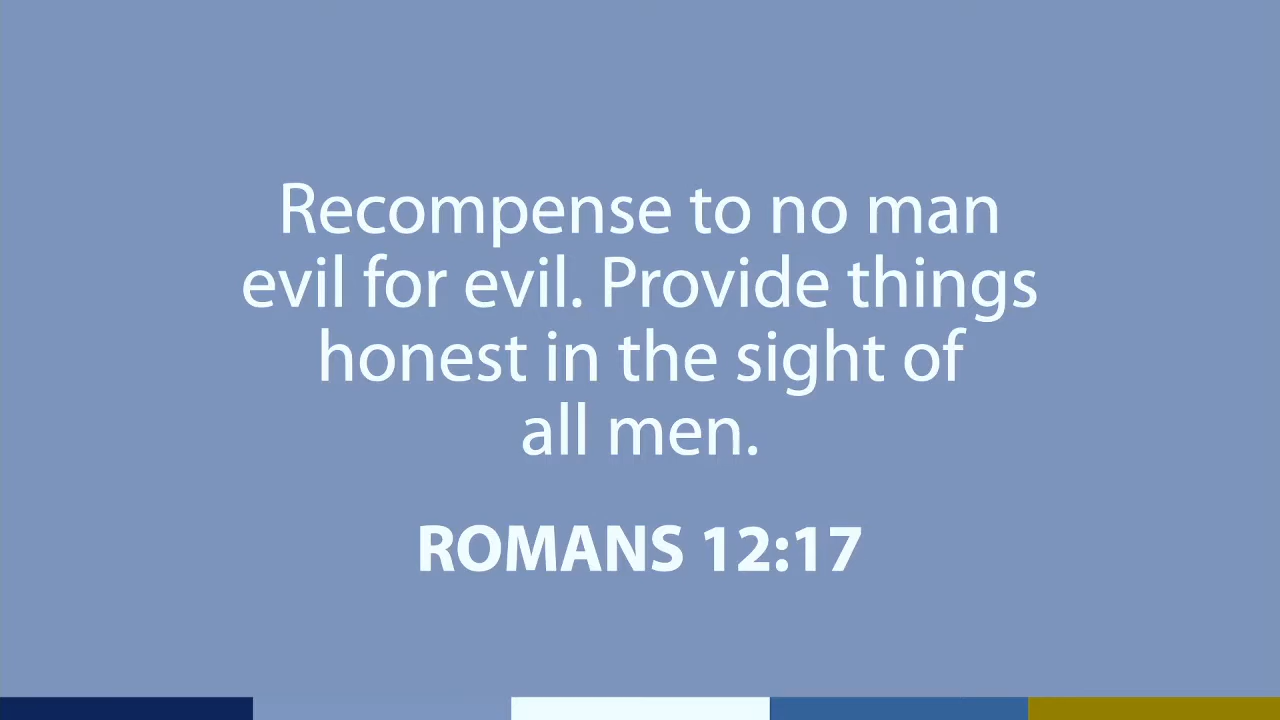 Recompense to no man
evil for evil. Provide things
honest in the sight of
all men.
ROMANS 12:17